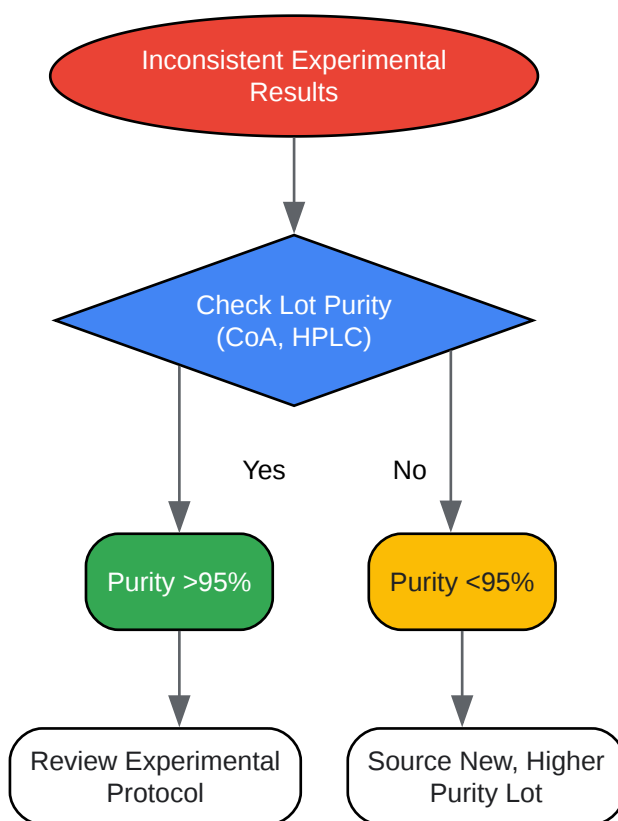 Inconsistent Experimental
Results
Check Lot Purity
(CoA, HPLC)
Yes
No
Purity >95%
Purity <95%
Review Experimental
Protocol
Source New, Higher
Purity Lot